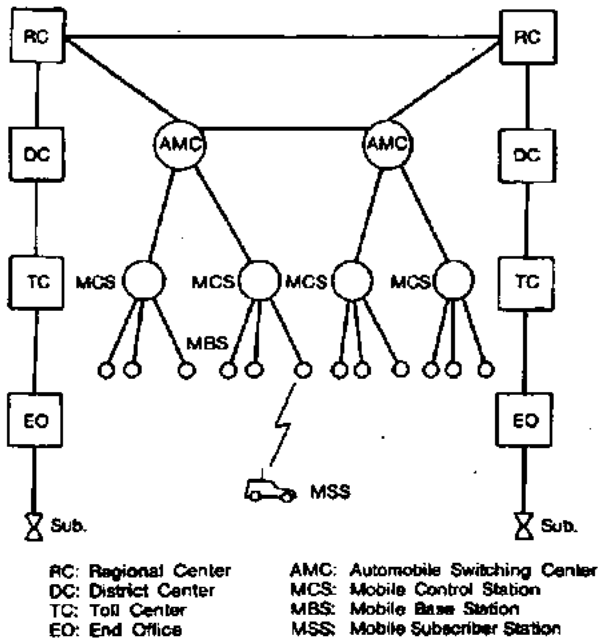 RC RC
AMC AMC
DC DC
TC MCS MCS MCS MCS TC
MBS
EO EO
MSS
Sub. Sub.
RC: Regional Center
DC: District Center
TC: Toll Center
EO: End Office
AMC: Automobile Switching Center
MCS: Mobile Control Station
MBS: Mobile Base Station
MSS: Mobile Subscriber Station